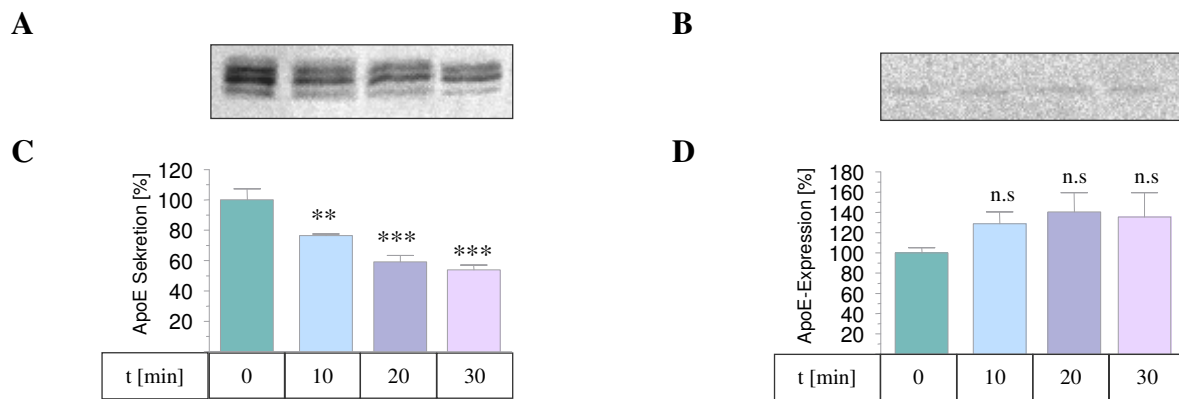 A
B
C
D
120
100
80
60
40
20
ApoE Sekretion [%]
**
***
***
t [min] 0 10 20 30
180
160
140
120
100
80
60
40
20
ApoE-Expression [%]
n.s
n.s
n.s
t [min] 0 10 20 30